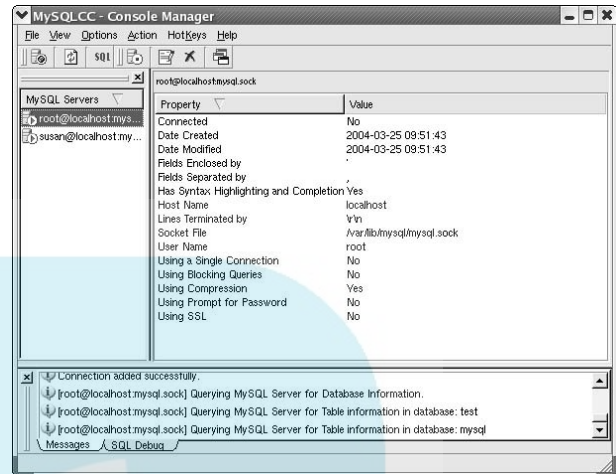 MySQLCC - Console Manager
File View Options Action HotKeys Help
SQL
root@localhostmysql.sock
MySQL Servers
root@localhost:mys...
susan@localhost:my...
Property Value
Connected No
Date Created 2004-03-25 09:51:43
Date Modified 2004-03-25 09:51:43
Fields Enclosed by '
Fields Separated by ,
Has Syntax Highlighting and Completion Yes
Host Name localhost
Lines Terminated by \r\n
Socket File /var/lib/mysql/mysql.sock
User Name root
Using a Single Connection No
Using Blocking Queries No
Using Compression Yes
Using Prompt for Password No
Using SSL No
Connection added successfully.
[root@localhost:mysql.sock] Querying MySQL Server for Database Information.
[root@localhost:mysql.sock] Querying MySQL Server for Table information in database: test
[root@localhost:mysql.sock] Querying MySQL Server for Table information in database: mysql
Messages SQL Debug